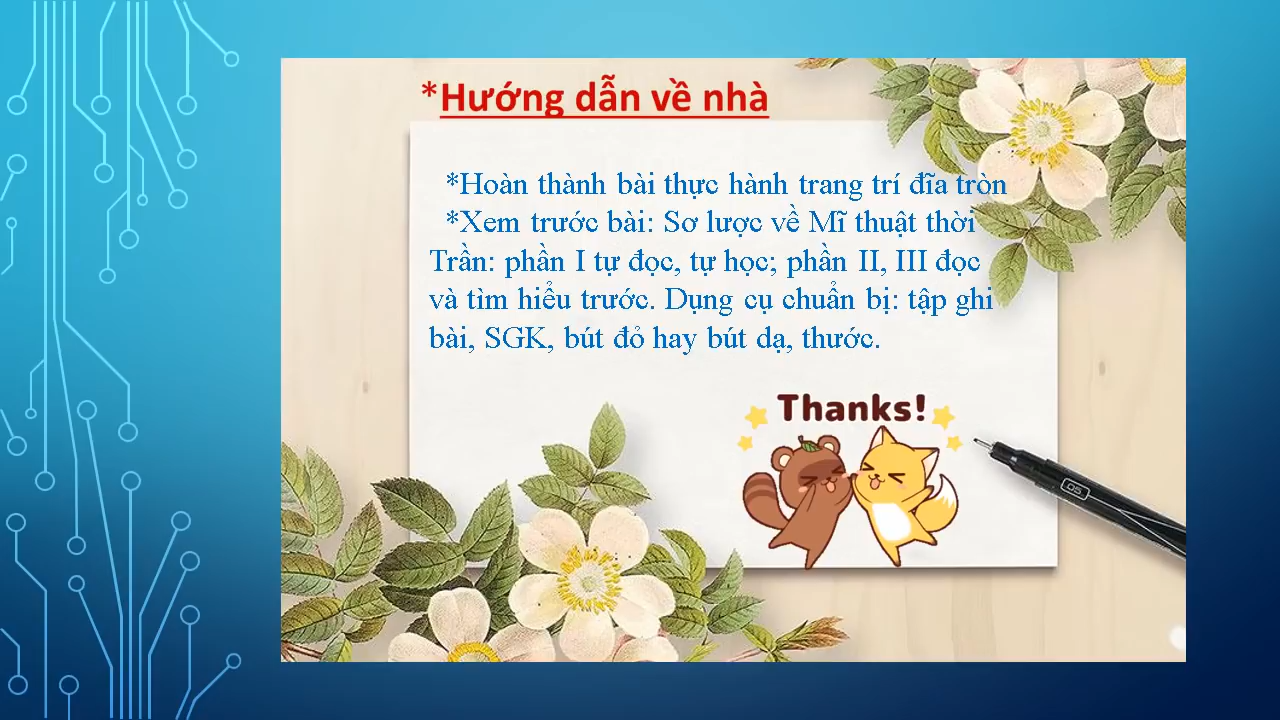 *Hướng dẫn về nhà
*Hoàn thành bài thực hành trang trí đĩa tròn
*Xem trước bài: Sơ lược về Mĩ thuật thời
Trần: phần I tự đọc, tự học; phần II, III đọc
và tìm hiểu trước. Dụng cụ chuẩn bị: tập ghi
bài, SGK, bút đỏ hay bút dạ, thước.
Thanks!
05